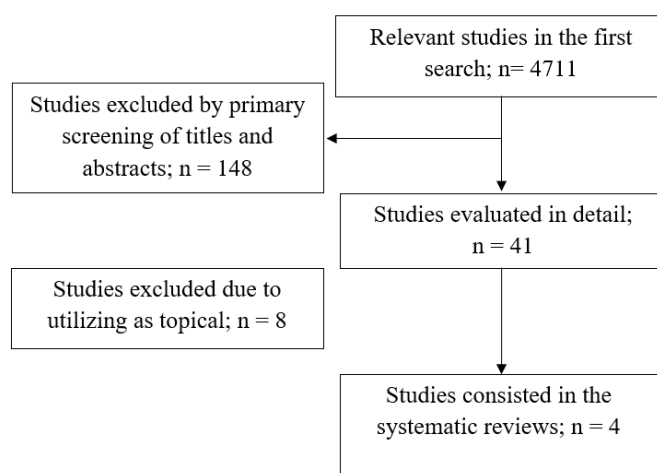 Relevant studies in the first
search; n= 4711
Studies excluded by primary
screening of titles and
abstracts; n = 148
Studies evaluated in detail;
n = 41
Studies excluded due to
utilizing as topical; n = 8
Studies consisted in the
systematic reviews; n = 4